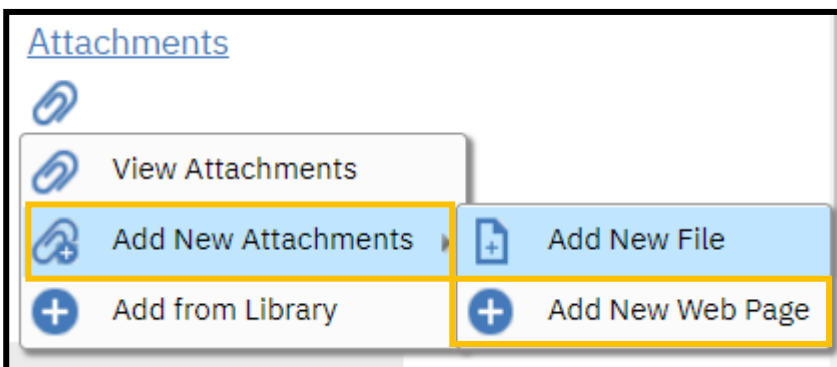 Attachments
View Attachments
Add New Attachments
Add New File
Add from Library
Add New Web Page